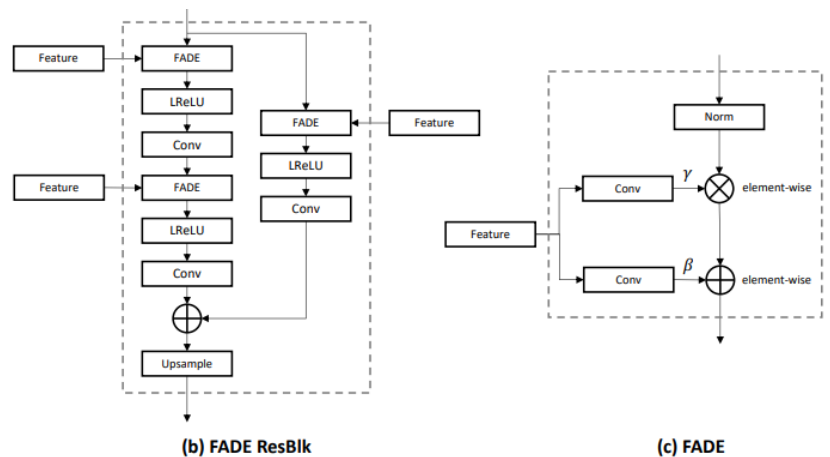 Feature
FADE
LReLU
Conv
Feature
FADE
LReLU
Conv
Upsample
FADE
Feature
LReLU
Conv
(b) FADE ResBlk
Norm
Conv
γ
element-wise
Feature
Conv
β
element-wise
(c) FADE